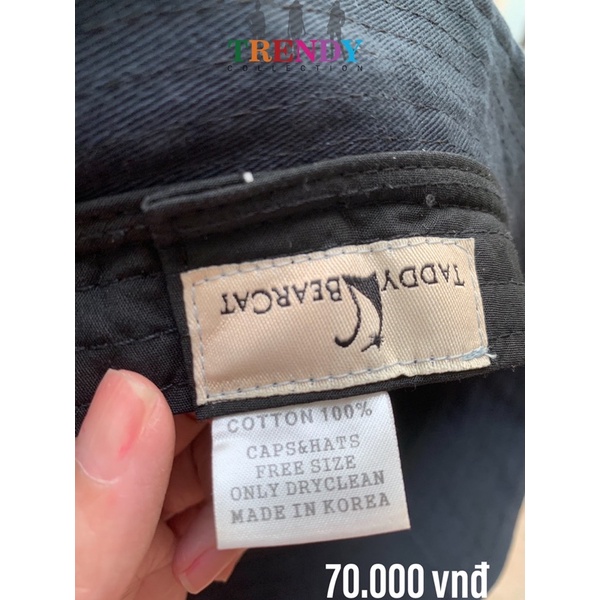 TRENDY
COLLECTION
TADDY BEARCAT
COTTON 100%
CAPS&HATS
FREE SIZE
ONLY DRYCLEAN
MADE IN KOREA
70.000 vnđ